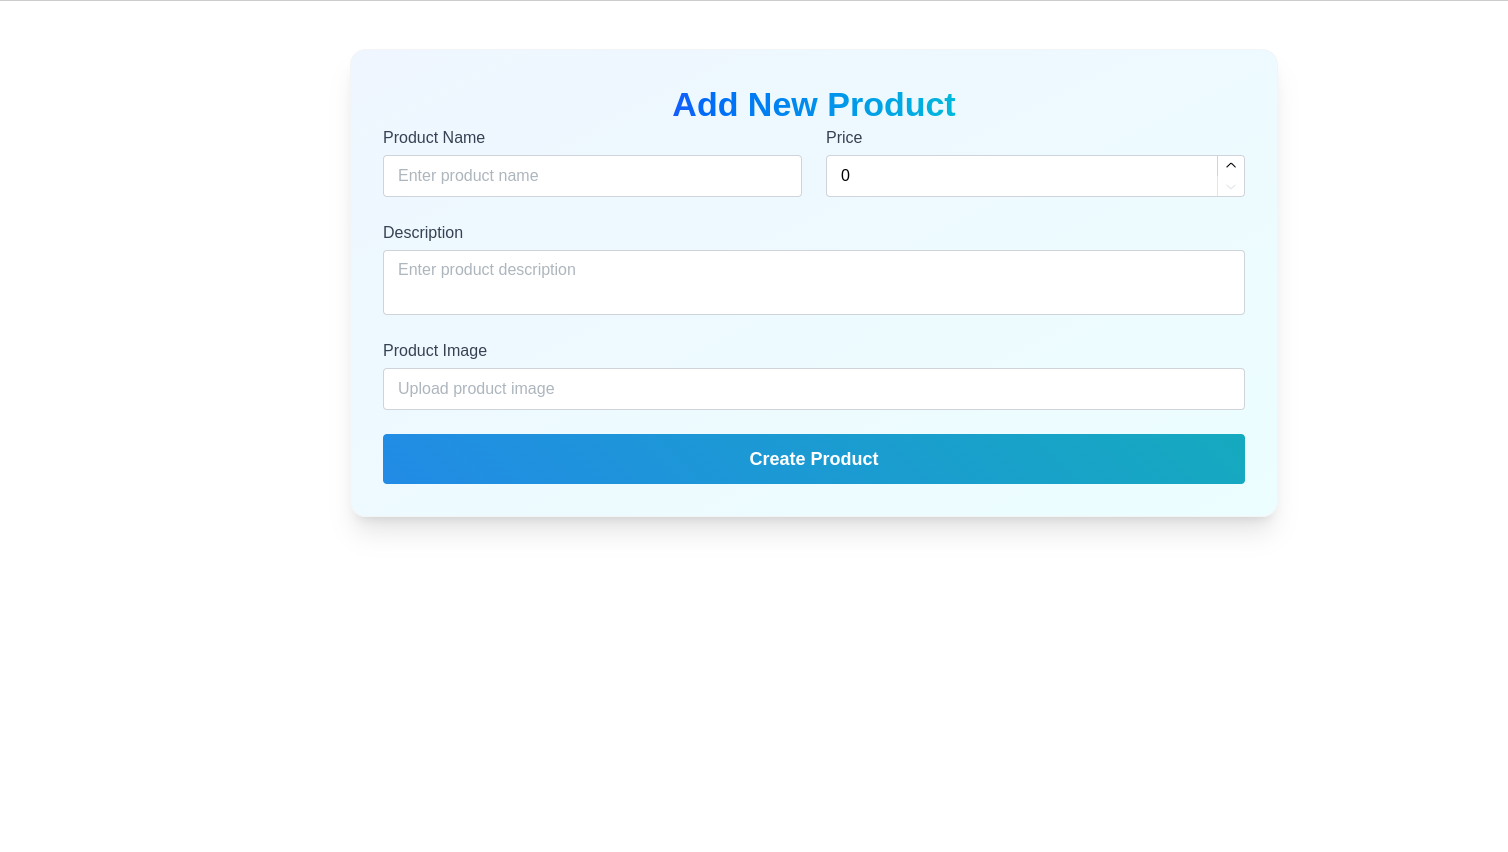 Add New Product
Product Name
Price
Enter product name
0
Description
Enter product description
Product Image
Upload product image
Create Product